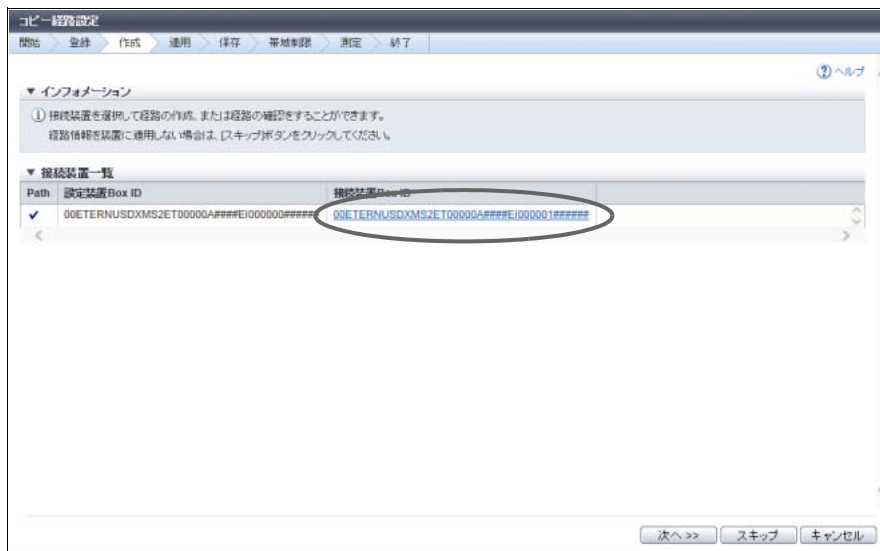 コピー経路設定
開始 登録 作成 適用 保存 帯域制限 測定 終了
ヘルプ
▼ インフォメーション
接続装置を選択して経路の作成、または経路の確認をすることができます。
経路情報を装置に適用しない場合は、[スキップ]ボタンをクリックしてください。
▼ 接続装置一覧
Path 設定装置Box ID 接続装置Box ID
00ETERNUSDXMS2ET00000A####EI000000###### 00ETERNUSDXMS2ET00000A####EI000001######
次へ >> スキップ キャンセル